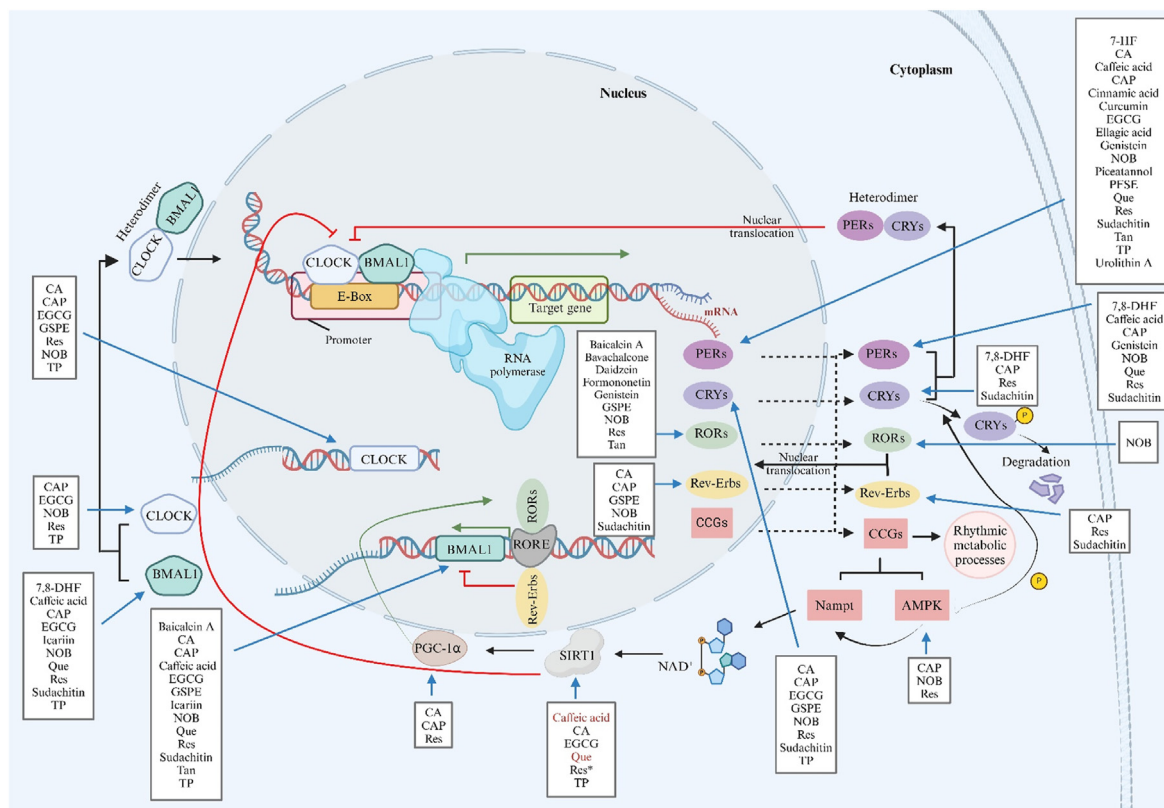 Cytoplasm
Nucleus
7-HF
CA
Caffeic acid
CAP
Cinnamic acid
Curcumin
EGCG
Ellagic acid
Genistein
NOB
Piceatannol
PFSE
Que
Res
Sudachitin
Tan
TP
Urolithin A
Heterodimer
CLOCK
BMAL1
Heterodimer
PERs
CRYs
Nuclear
translocation
CLOCK
BMAL1
E-Box
Promoter
Target gene
mRNA
RNA
polymerase
CA
CAP
EGCG
GSPE
Res
NOB
TP
Baicalein A
Bavachalcone
Daidzein
Formononetin
Genistein
GSPE
NOB
Res
Tan
PERs
CRYs
RORs
Rev-Erbs
CCGs
PERs
CRYs
RORs
Rev-Erbs
CCGs
Nuclear
translocation
7,8-DHF
Caffeic acid
CAP
Genistein
NOB
Que
Res
Sudachitin
7,8-DHF
CAP
Res
Sudachitin
CRYs
P
Degradation
NOB
CLOCK
CA
CAP
GSPE
NOB
Sudachitin
CAP
EGCG
NOB
Res
TP
CLOCK
BMAL1
RORs
BMAL1
RORE
Rev-Erbs
CAP
Res
Sudachitin
Rhythmic
metabolic
processes
P
Nampt
AMPK
7,8-DHF
Caffeic acid
CAP
EGCG
Icariin
NOB
Que
Res
Sudachitin
TP
Baicalein A
CA
CAP
Caffeic acid
EGCG
GSPE
Icariin
NOB
Que
Res
Sudachitin
Tan
TP
PGC-1α
SIRT1
NAD⁺
P
P
CA
CAP
Res
Caffeic acid
CA
EGCG
Que
Res*
TP
CA
CAP
EGCG
GSPE
NOB
Res
Sudachitin
TP
CAP
NOB
Res